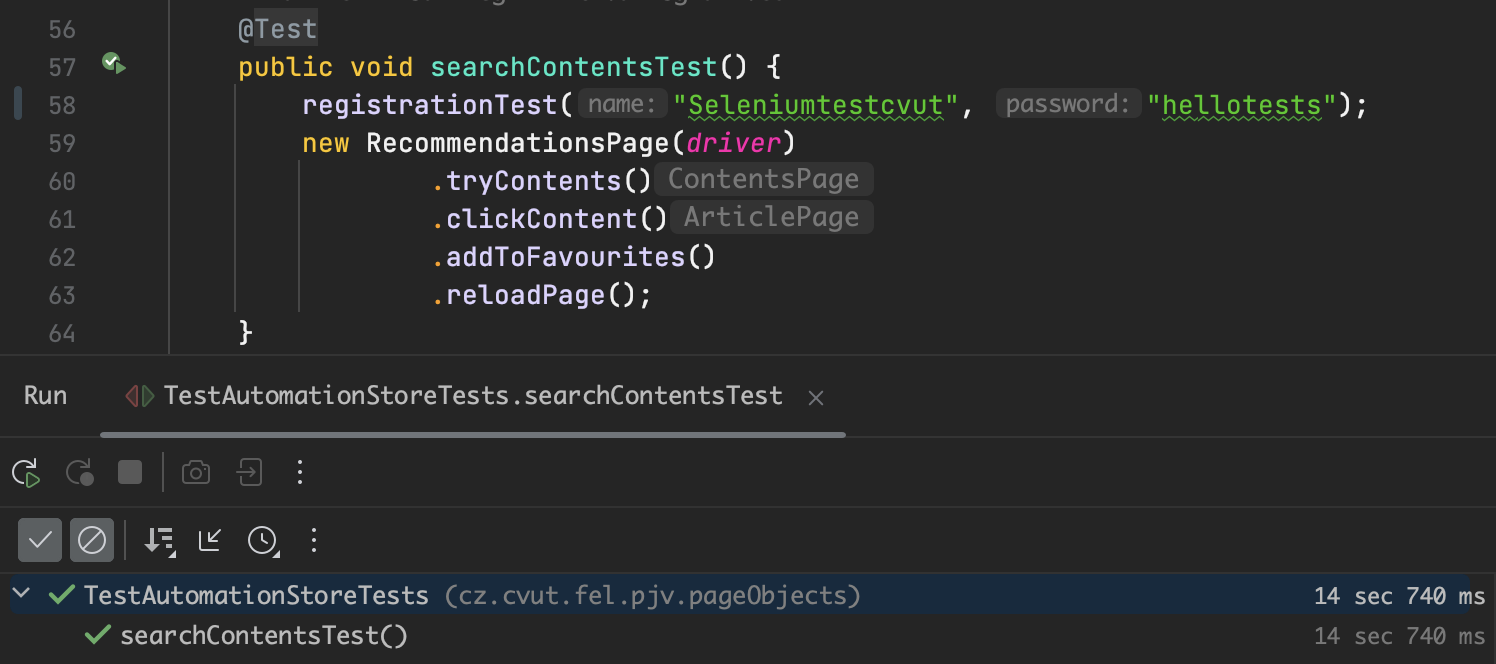 56 @Test
57 public void searchContentsTest() {
58 registrationTest( name: "Seleniumtestcvut", password: "hellotests");
59 new RecommendationsPage(driver)
60 .tryContents() ContentsPage
61 .clickContent() ArticlePage
62 .addToFavourites()
63 .reloadPage();
64 }
Run TestAutomationStoreTests.searchContentsTest ×
TestAutomationStoreTests (cz.cvut.fel.pjv.pageObjects) 14 sec 740 ms
searchContentsTest() 14 sec 740 ms